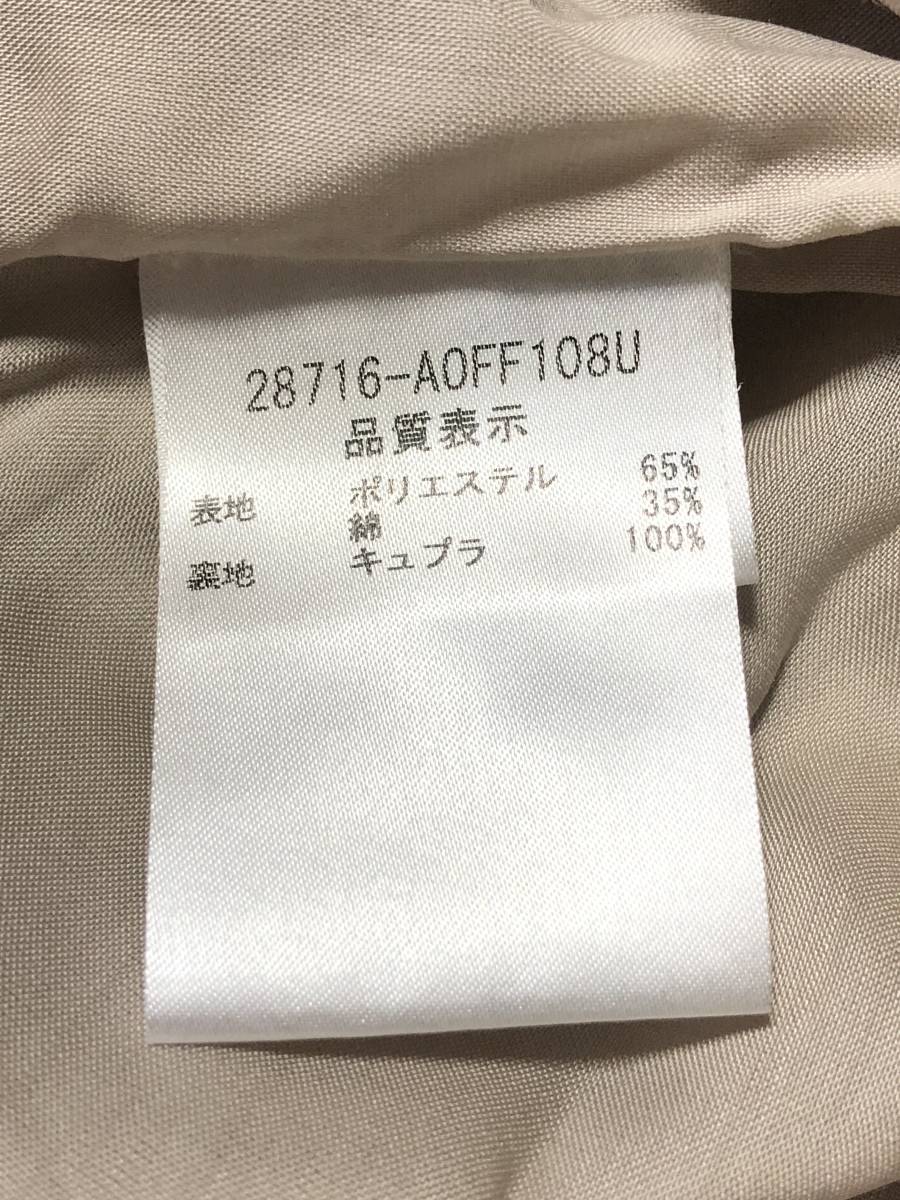 28716-A0FF108U
品質表示
表地 ポリエステル 65%
綿 35%
裏地 キュプラ 100%